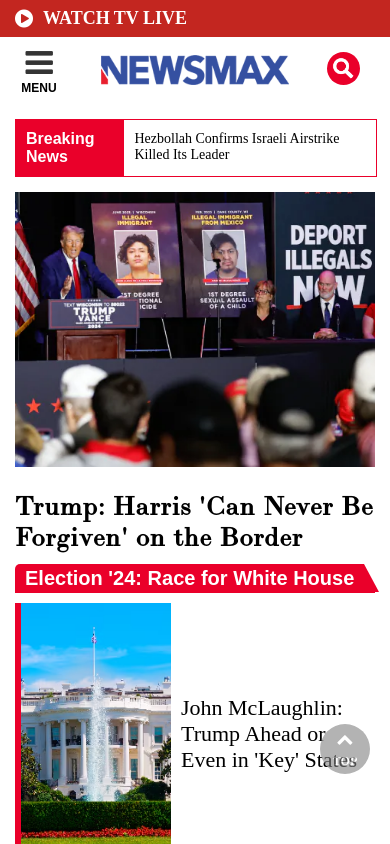 WATCH TV LIVE
MENU
NEWSMAX
Breaking
News
Hezbollah Confirms Israeli Airstrike
Killed Its Leader
ILLEGAL
IMMIGRANT
ILLEGAL IMMIGRANT
FROM MEXICO
DEPORT
ILLEGALS
NOW
1ST DEGREE
1ST DEGREE
SEXUAL ASSAULT
OF A CHILD
TRUMP
VANCE
Trump: Harris 'Can Never Be
Forgiven' on the Border
Election '24: Race for White House
John McLaughlin:
Trump Ahead or
Even in 'Key' States